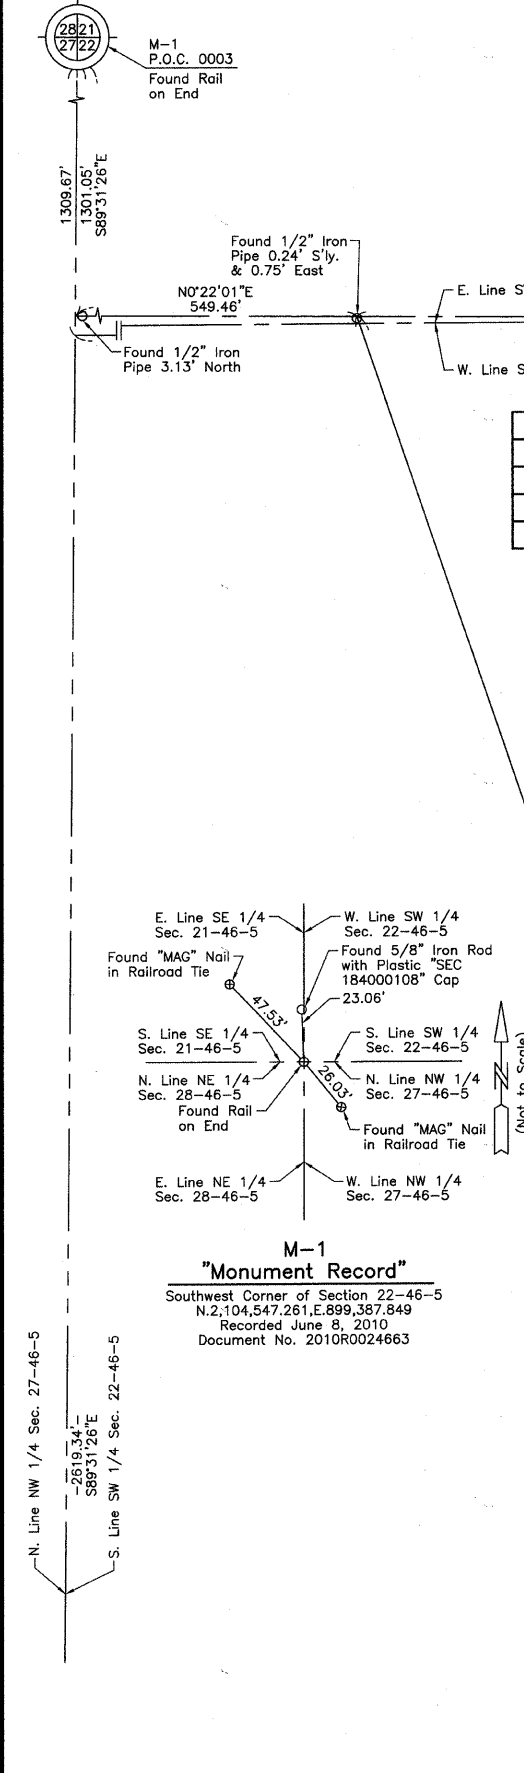 28 21
27 22
M-1
P.O.C. 0003
Found Rail
on End
1309.67'
1301.05'
S89°31'26"E
Found 1/2" Iron
Pipe 0.24' S'ly.
& 0.75' East
N0°22'01"E
549.46'
E. Line S
Found 1/2" Iron
Pipe 3.13' North
W. Line S
E. Line SE 1/4
Sec. 21-46-5
W. Line SW 1/4
Sec. 22-46-5
Found "MAG" Nail
in Railroad Tie
Found 5/8" Iron Rod
with Plastic "SEC
184000108" Cap
23.06'
47.53'
S. Line SE 1/4
Sec. 21-46-5
S. Line SW 1/4
Sec. 22-46-5
N. Line NE 1/4
Sec. 28-46-5
26.03'
N. Line NW 1/4
Sec. 27-46-5
Found Rail
on End
Found "MAG" Nail
in Railroad Tie
N
(Not to Scale)
E. Line NE 1/4
Sec. 28-46-5
W. Line NW 1/4
Sec. 27-46-5
M-1
"Monument Record"
Southwest Corner of Section 22-46-5
N.2,104,547.261,E.899,387.849
Recorded June 8, 2010
Document No. 2010R0024663
N. Line NW 1/4 Sec. 27-46-5
-2619.34'-
S89°31'26"E
S. Line SW 1/4 Sec. 22-46-5